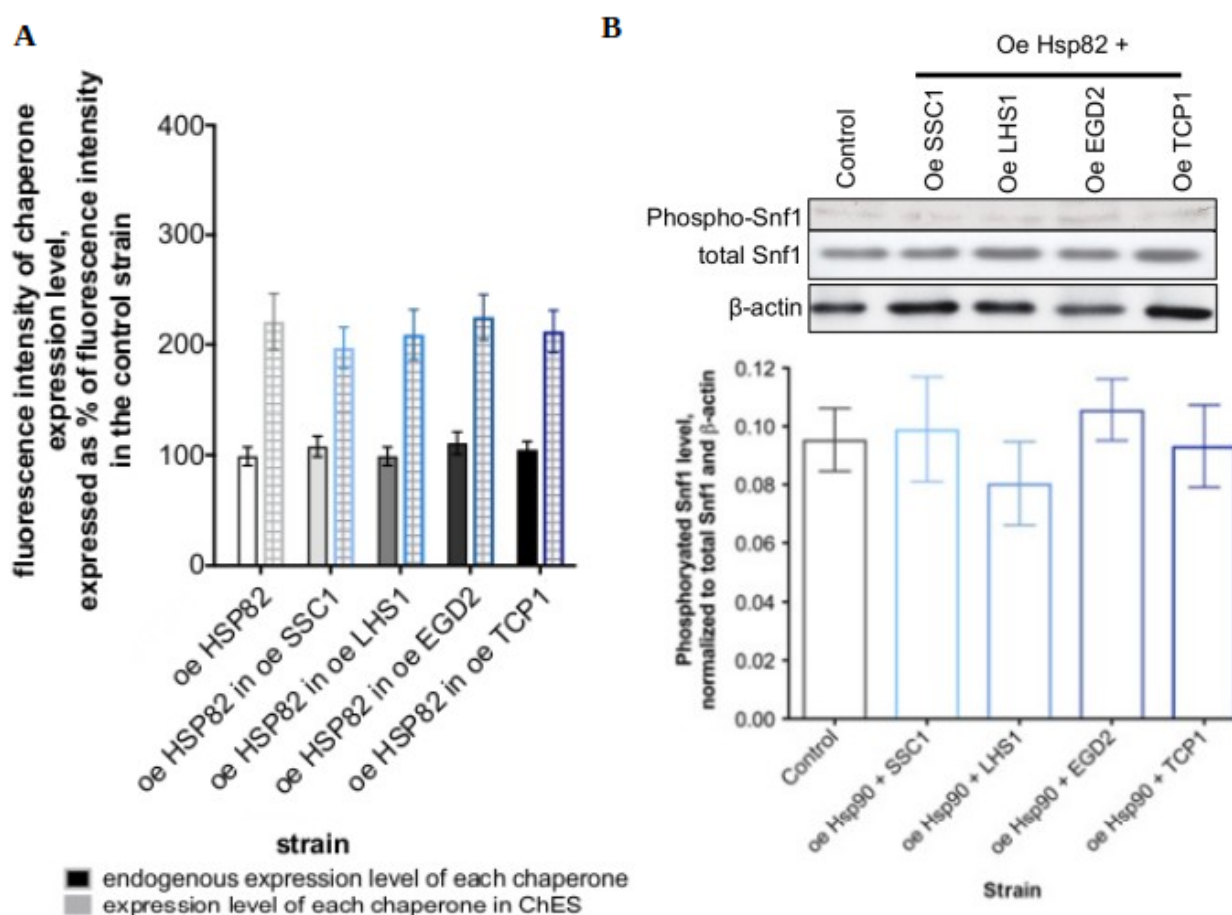 A
fluorescence intensity of chaperone
expression level,
expressed as % of fluorescence intensity
in the control strain
400
300
200
100
0
oe HSP82
oe HSP82 in oe SSC1
oe HSP82 in oe LHS1
oe HSP82 in oe EGD2
oe HSP82 in oe TCP1
strain
endogenous expression level of each chaperone
expression level of each chaperone in ChES
B
Oe Hsp82 +
Control
Oe SSC1
Oe LHS1
Oe EGD2
Oe TCP1
Phospho-Snf1
total Snf1
β-actin
Phosphoryated Snf1 level,
normalized to total Snf1 and β-actin
0.12
0.10
0.08
0.06
0.04
0.02
0.00
Control
oe Hsp90 + SSC1
oe Hsp90 + LHS1
oe Hsp90 + EGD2
oe Hsp90 + TCP1
Strain